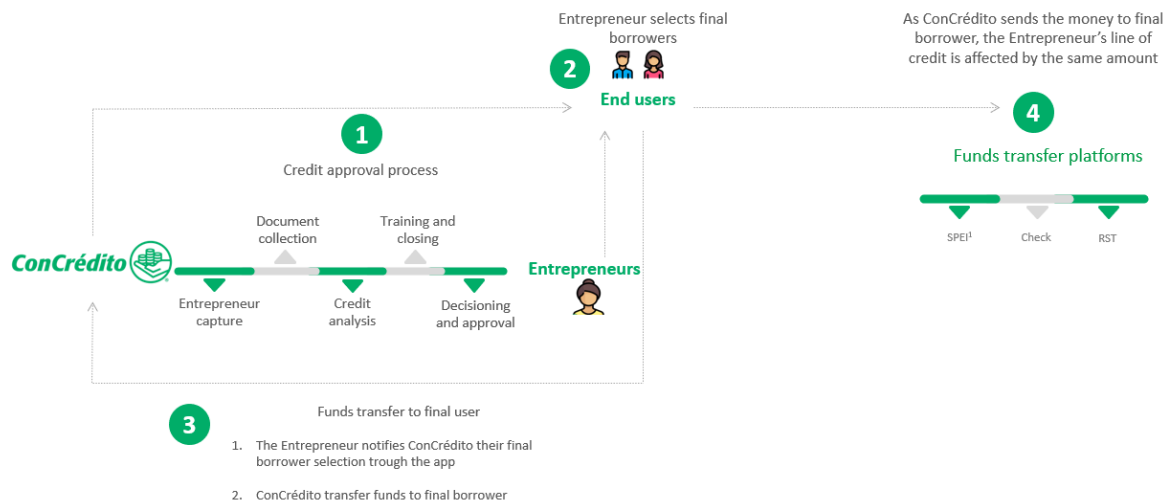 Entrepreneur selects final
borrowers
2
End users
As ConCrédito sends the money to final
borrower, the Entrepreneur's line of
credit is affected by the same amount
4
Funds transfer platforms
SPEI¹
Check
RST
1
Credit approval process
Document
collection
Training and
closing
ConCrédito
Entrepreneur
capture
Credit
analysis
Decisioning
and approval
Entrepreneurs
3
Funds transfer to final user
1. The Entrepreneur notifies ConCrédito their final
borrower selection trough the app
2. ConCrédito transfer funds to final borrower